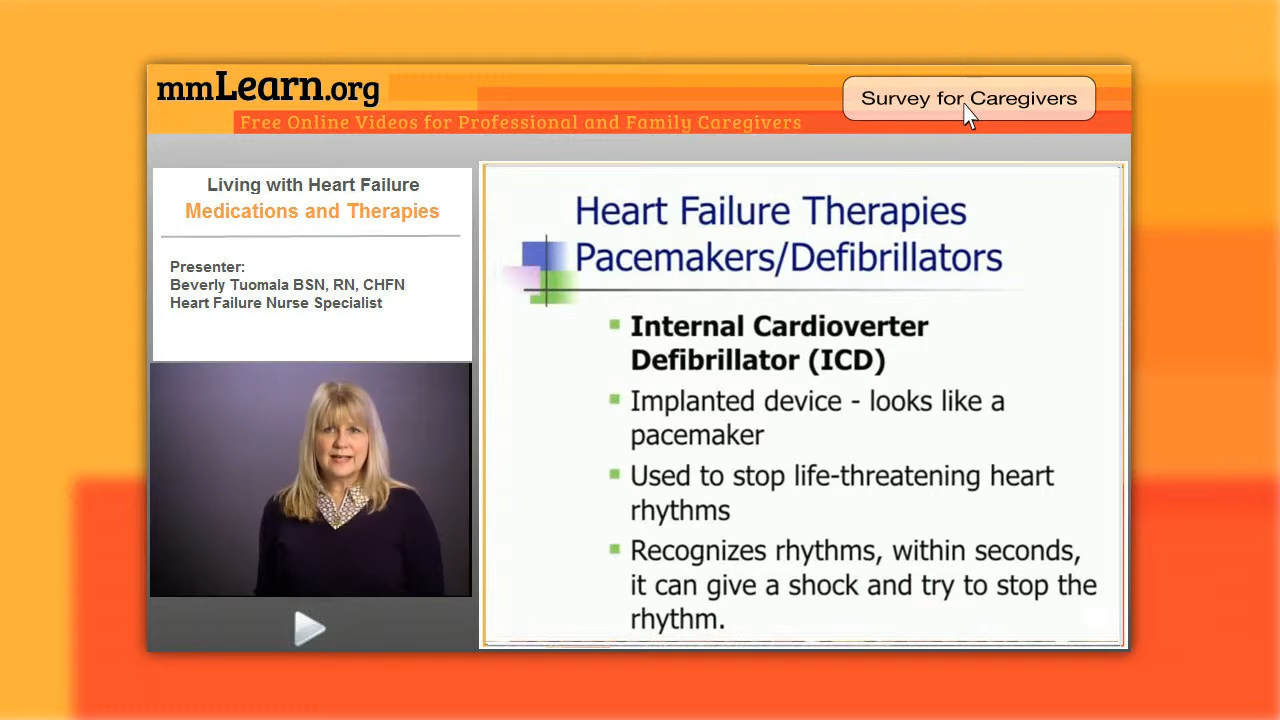 mmLearn.org
Free Online Videos for Professional and Family Caregivers
Survey for Caregivers
Living with Heart Failure
Medications and Therapies
Presenter:
Beverly Tuomala BSN, RN, CHFN
Heart Failure Nurse Specialist
Heart Failure Therapies
Pacemakers/Defibrillators
Internal Cardioverter
Defibrillator (ICD)
Implanted device - looks like a
pacemaker
Used to stop life-threatening heart
rhythms
Recognizes rhythms, within seconds,
it can give a shock and try to stop the
rhythm.